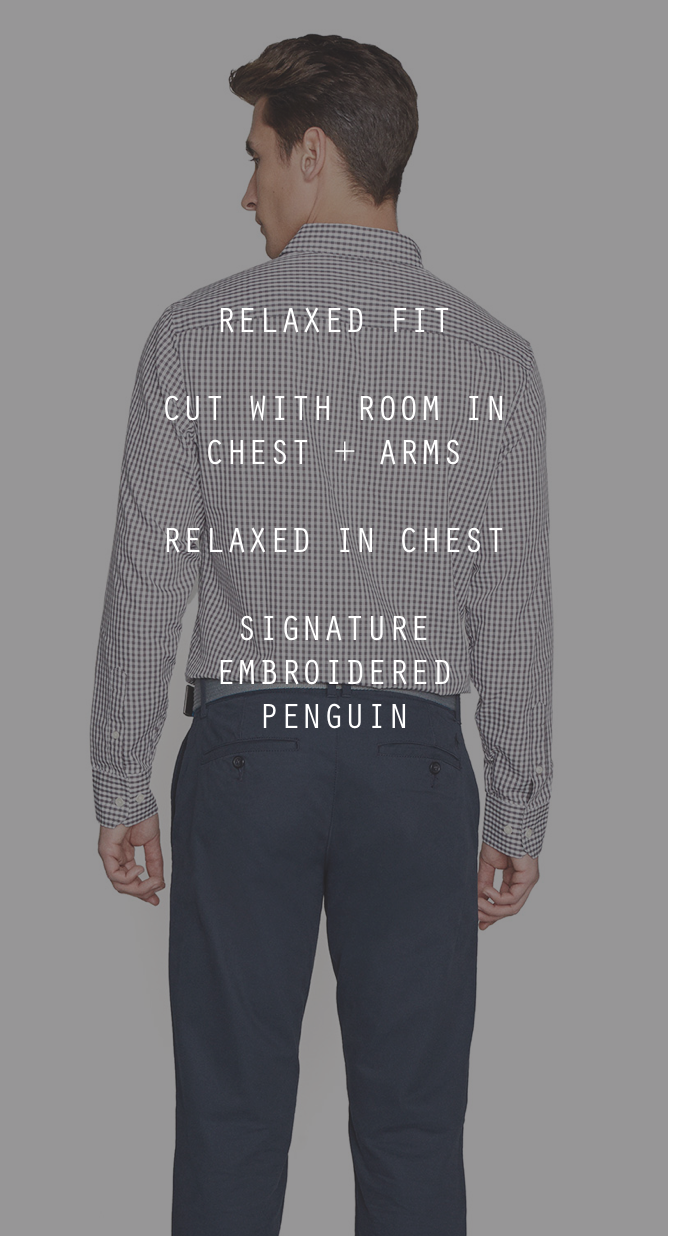 RELAXED FIT
CUT WITH ROOM IN
CHEST + ARMS
RELAXED IN CHEST
SIGNATURE
EMBROIDERED
PENGUIN